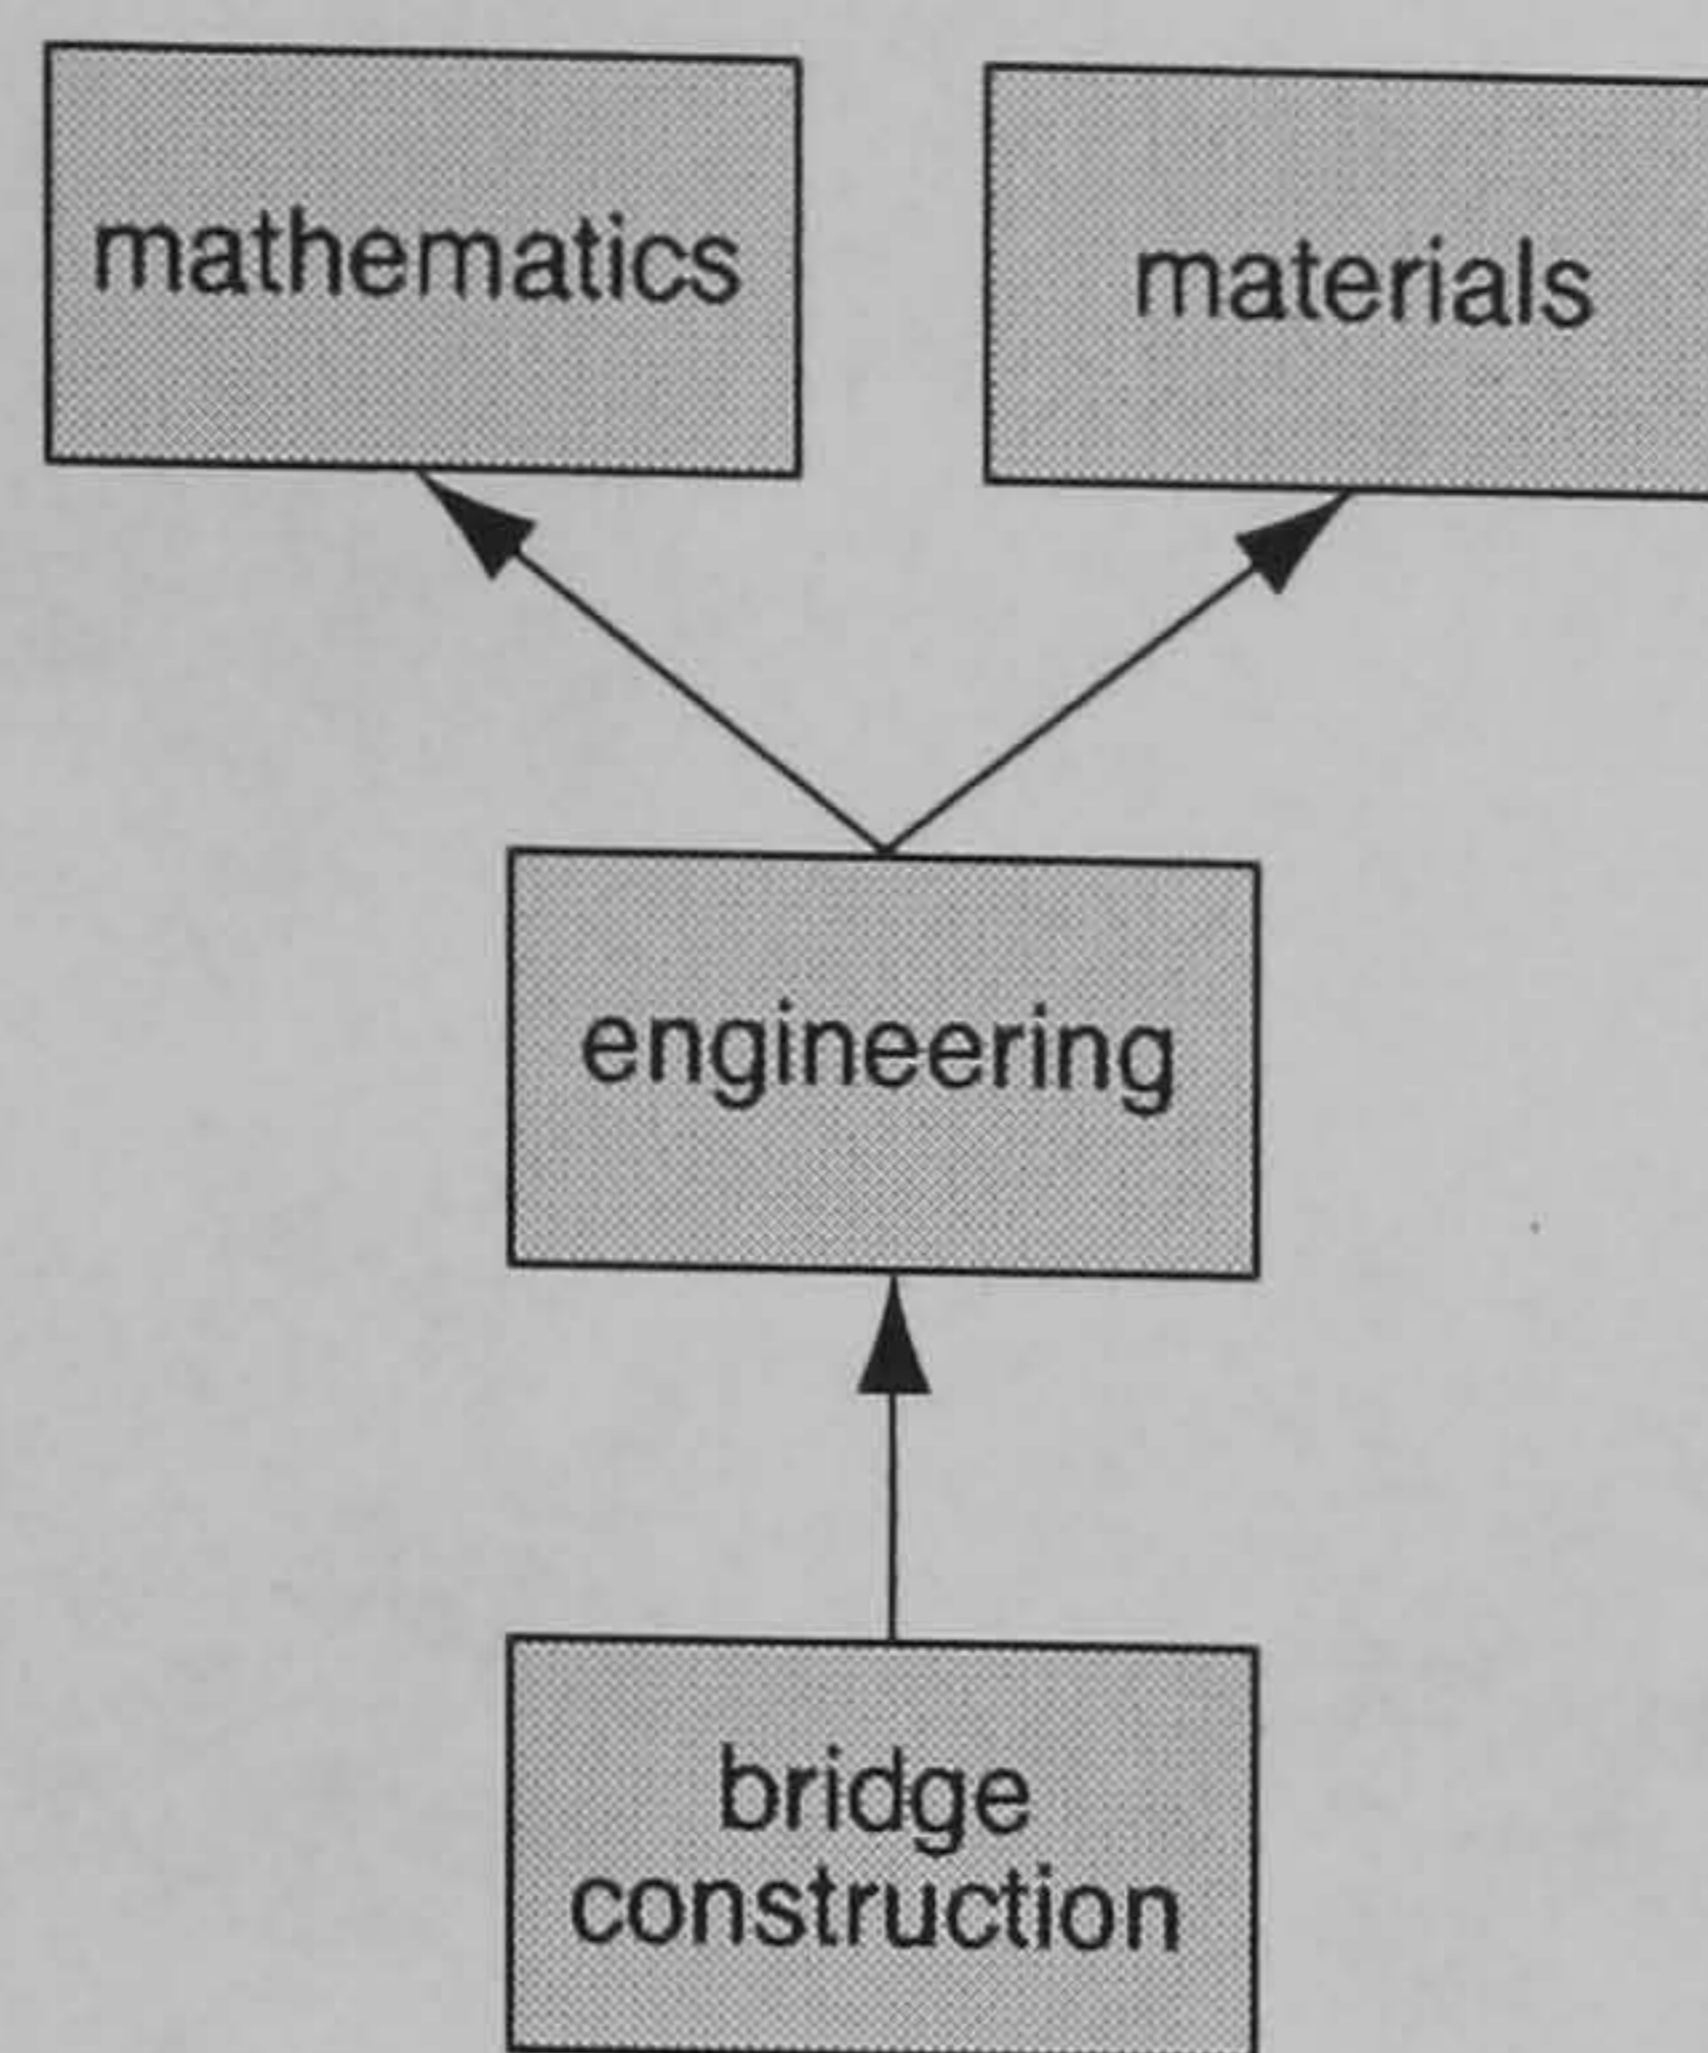 mathematics
materials
engineering
bridge
construction